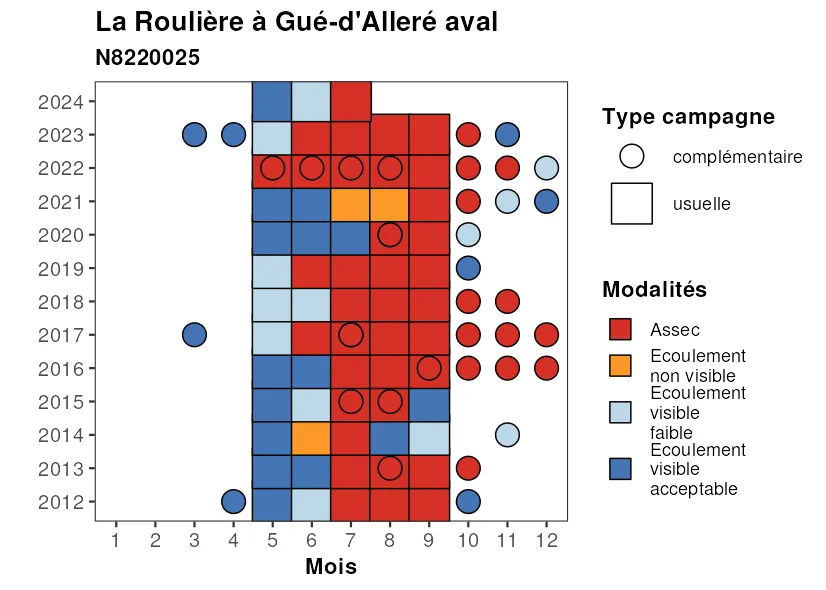 La Roulière à Gué-d'Alleré aval
N8220025
2024
2023
2022
2021
2020
2019
2018
2017
2016
2015
2014
2013
2012
1 2 3 4 5 6 7 8 9 10 11 12
Mois
Type campagne
complémentaire
usuelle
Modalités
Assec
Ecoulement
non visible
Ecoulement
visible
faible
Ecoulement
visible
acceptable